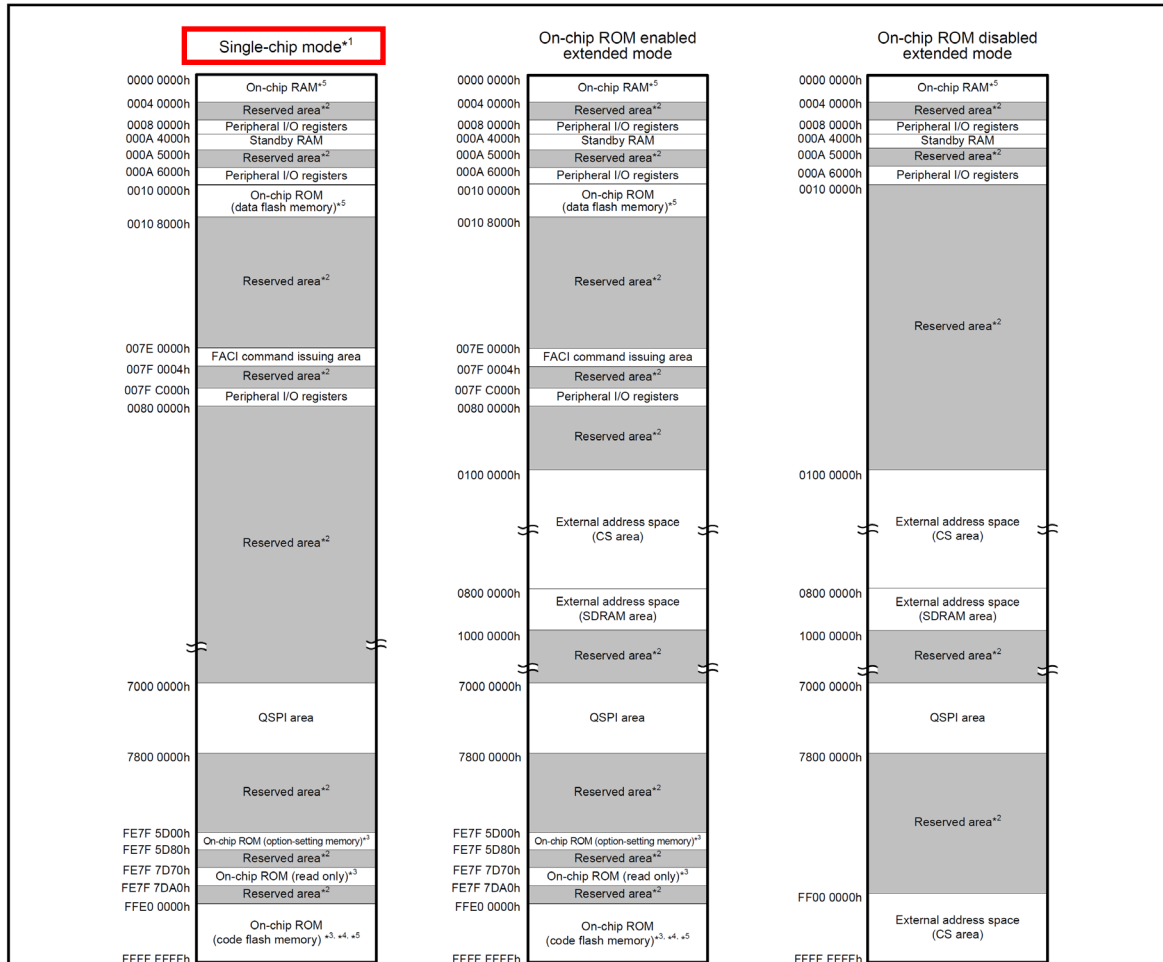 Single-chip mode*1
0000 0000h
On-chip RAM*5
0004 0000h
Reserved area*2
0008 0000h
Peripheral I/O registers
000A 4000h
Standby RAM
000A 5000h
Reserved area*2
000A 6000h
Peripheral I/O registers
0010 0000h
On-chip ROM
(data flash memory)*5
0010 8000h
Reserved area*2
007E 0000h
FACI command issuing area
007F 0004h
Reserved area*2
007F C000h
Peripheral I/O registers
0080 0000h
Reserved area*2
7000 0000h
QSPI area
7800 0000h
Reserved area*2
FE7F 5D00h
On-chip ROM (option-setting memory)*3
FE7F 5D80h
Reserved area*2
FE7F 7D70h
On-chip ROM (read only)*3
FE7F 7DA0h
Reserved area*2
FFE0 0000h
On-chip ROM
(code flash memory) *3, *4, *5
FFFF FFFFh
On-chip ROM enabled
extended mode
0000 0000h
On-chip RAM*5
0004 0000h
Reserved area*2
0008 0000h
Peripheral I/O registers
000A 4000h
Standby RAM
000A 5000h
Reserved area*2
000A 6000h
Peripheral I/O registers
0010 0000h
On-chip ROM
(data flash memory)*5
0010 8000h
Reserved area*2
007E 0000h
FACI command issuing area
007F 0004h
Reserved area*2
007F C000h
Peripheral I/O registers
0080 0000h
Reserved area*2
0100 0000h
External address space
(CS area)
0800 0000h
External address space
(SDRAM area)
1000 0000h
Reserved area*2
7000 0000h
QSPI area
7800 0000h
Reserved area*2
FE7F 5D00h
On-chip ROM (option-setting memory)*3
FE7F 5D80h
Reserved area*2
FE7F 7D70h
On-chip ROM (read only)*3
FE7F 7DA0h
Reserved area*2
FFE0 0000h
On-chip ROM
(code flash memory) *3, *4, *5
FFFF FFFFh
On-chip ROM disabled
extended mode
0000 0000h
On-chip RAM*5
0004 0000h
Reserved area*2
0008 0000h
Peripheral I/O registers
000A 4000h
Standby RAM
000A 5000h
Reserved area*2
000A 6000h
Peripheral I/O registers
0010 0000h
Reserved area*2
0100 0000h
External address space
(CS area)
0800 0000h
External address space
(SDRAM area)
1000 0000h
Reserved area*2
7000 0000h
QSPI area
7800 0000h
Reserved area*2
FF00 0000h
External address space
(CS area)
FFFF FFFFh